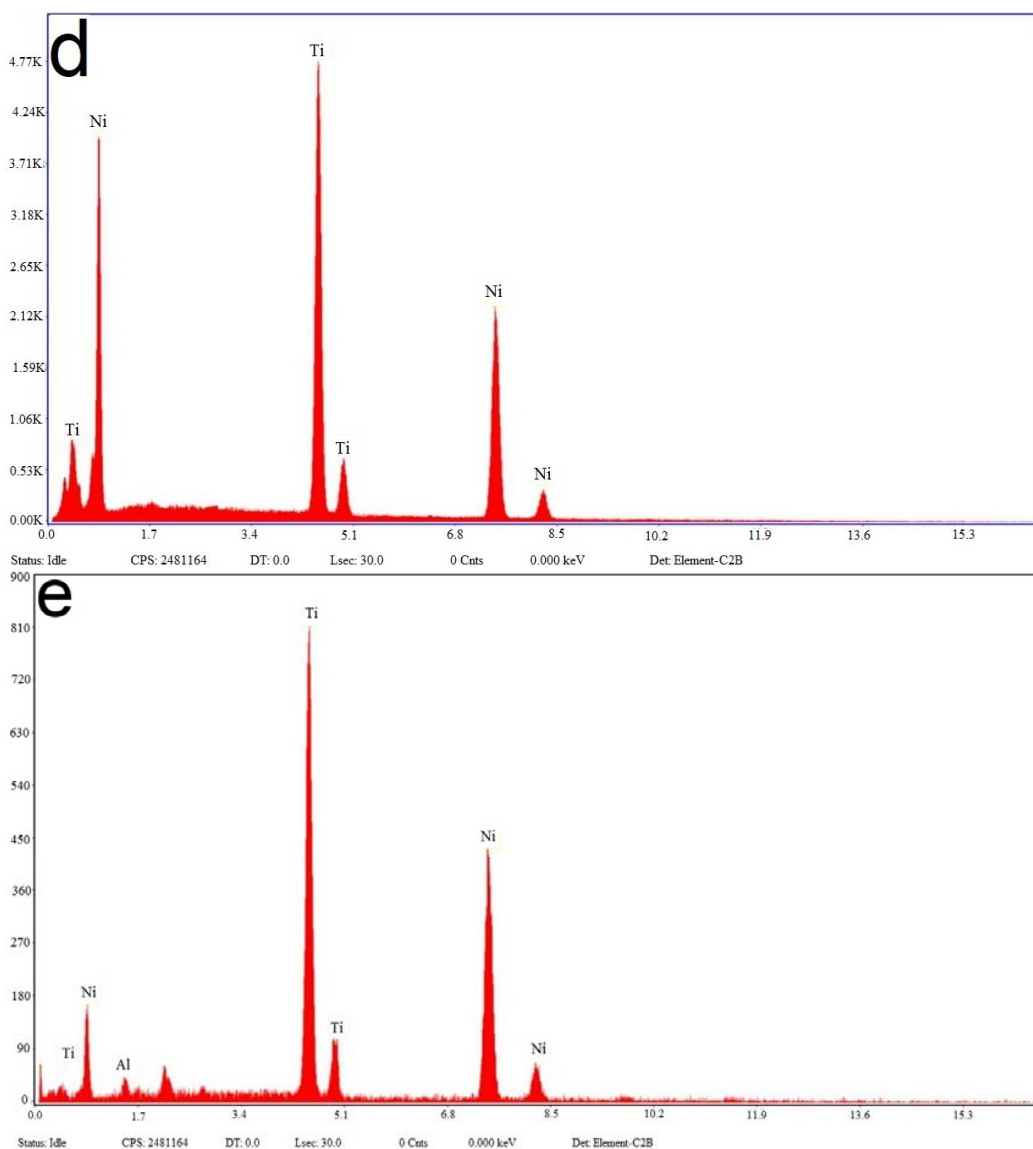 d
4.77K
Ti
4.24K
Ni
3.71K
3.18K
2.65K
Ni
2.12K
1.59K
1.06K
Ti
Ti
0.53K
Ni
0.00K
0.0 1.7 3.4 5.1 6.8 8.5 10.2 11.9 13.6 15.3
Status: Idle CPS: 2481164 DT: 0.0 Lsec: 30.0 0 Cnts 0.000 keV Det: Element-C2B
e
900
Ti
810
720
630
540
Ni
450
360
270
180
Ni
Ti
90
Ti
Al
Ni
0
0.0 1.7 3.4 5.1 6.8 8.5 10.2 11.9 13.6 15.3
Status: Idle CPS: 2481164 DT: 0.0 Lsec: 30.0 0 Cnts 0.000 keV Det: Element-C2B